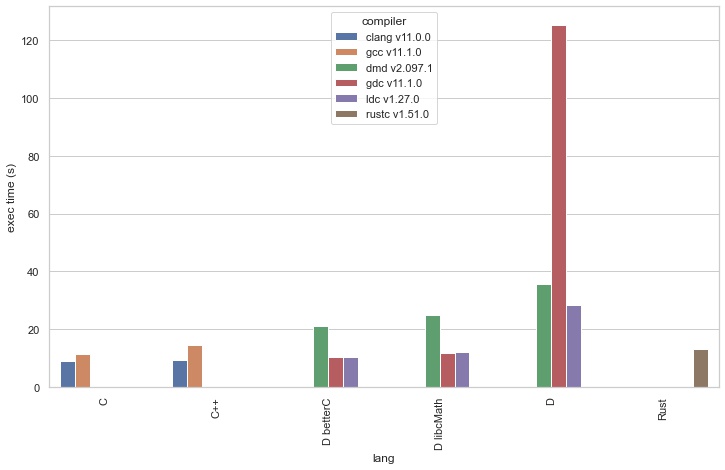 compiler
clang v11.0.0
gcc v11.1.0
dmd v2.097.1
gdc v11.1.0
ldc v1.27.0
rustc v1.51.0
exec time (s)
120
100
80
60
40
20
0
C
C++
D betterC
D libcMath
D
Rust
lang